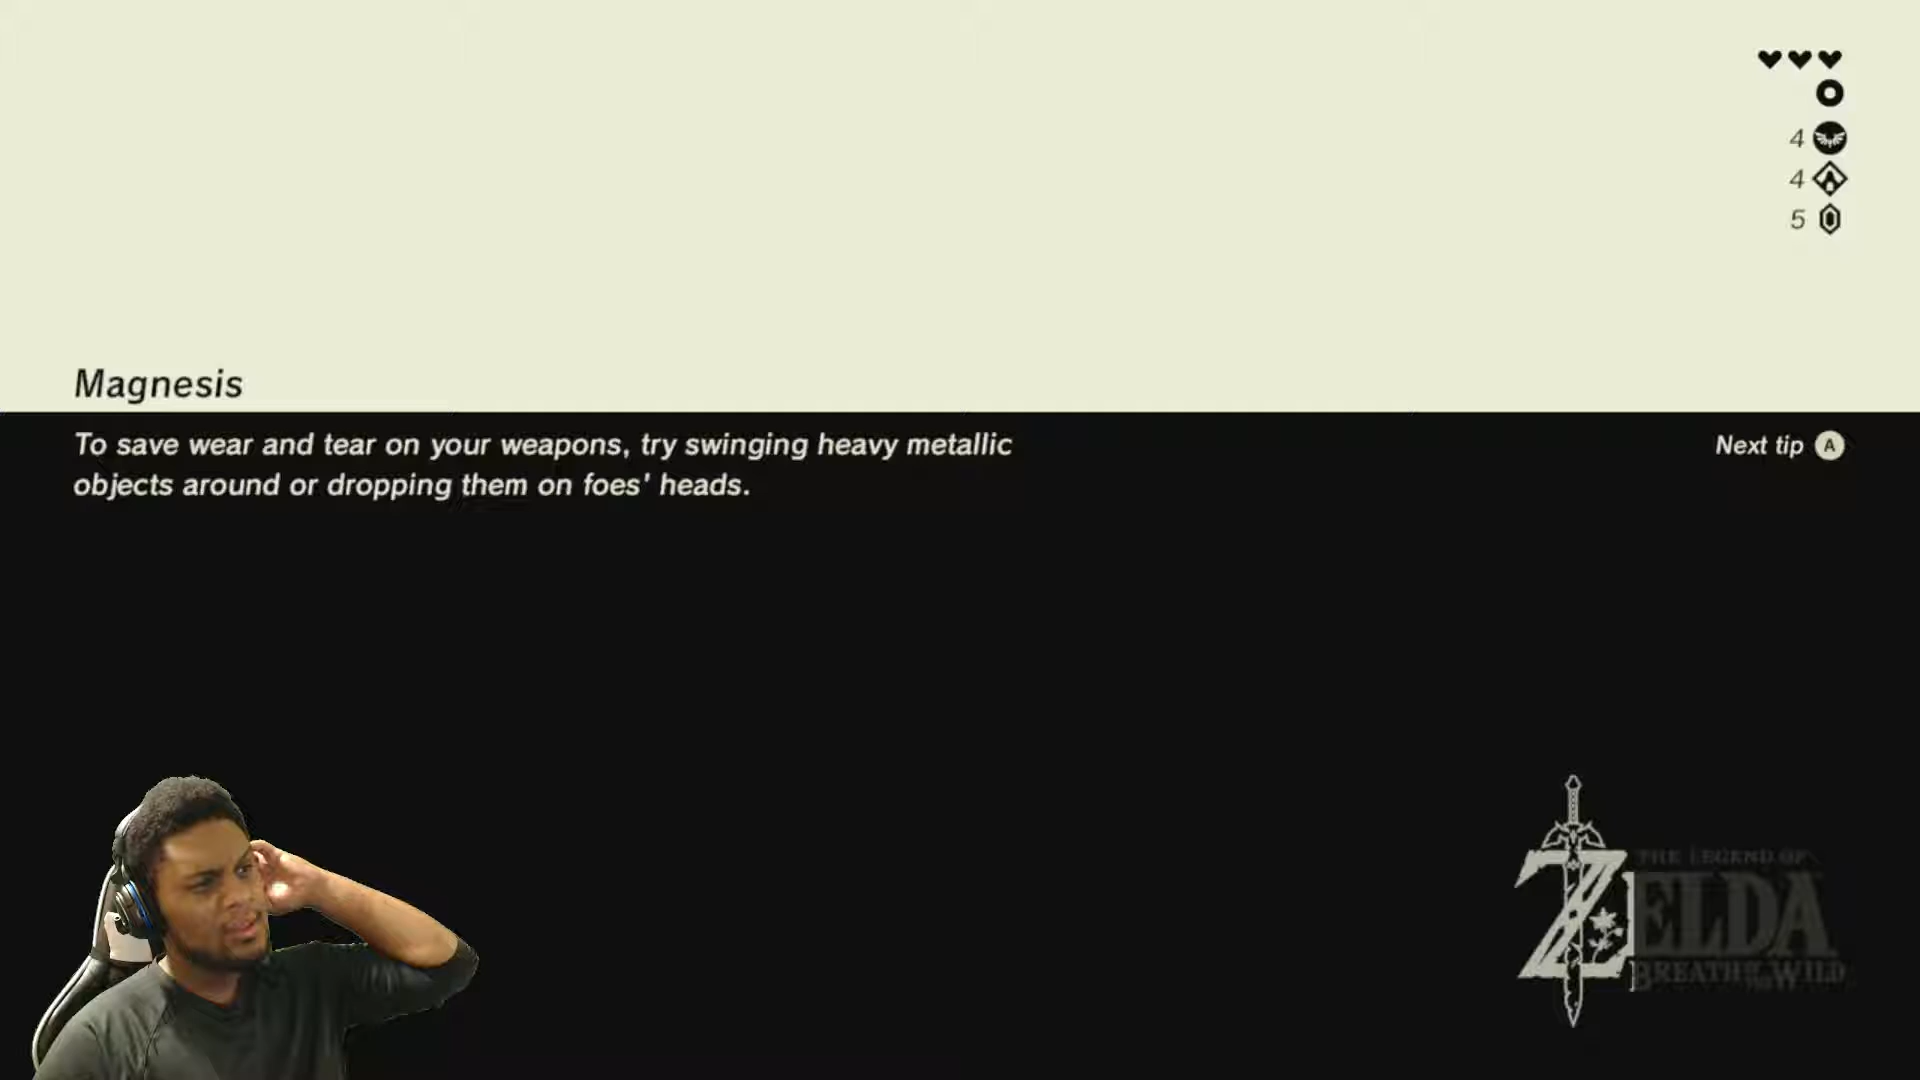 4
4
5
Magnesis
To save wear and tear on your weapons, try swinging heavy metallic
objects around or dropping them on foes' heads.
Next tip A
THE LEGEND OF
ZELDA
BREATH OF THE WILD